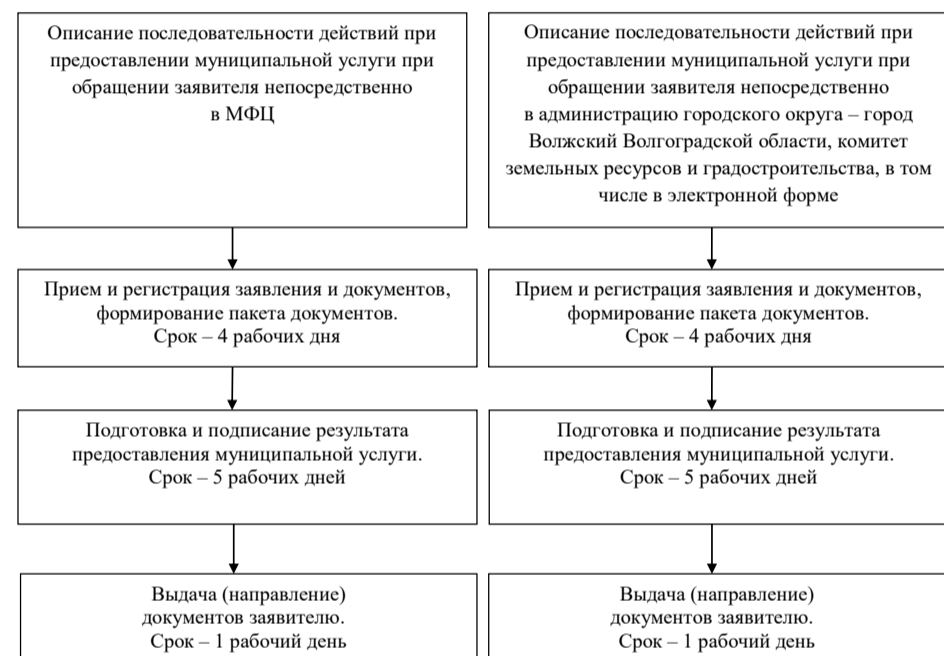 Описание последовательности действий при
предоставлении муниципальной услуги при
обращении заявителя непосредственно
в МФЦ
Описание последовательности действий при
предоставлении муниципальной услуги при
обращении заявителя непосредственно
в администрацию городского округа – город
Волжский Волгоградской области, комитет
земельных ресурсов и градостроительства, в том
числе в электронной форме
Прием и регистрация заявления и документов,
формирование пакета документов.
Срок – 4 рабочих дня
Прием и регистрация заявления и документов,
формирование пакета документов.
Срок – 4 рабочих дня
Подготовка и подписание результата
предоставления муниципальной услуги.
Срок – 5 рабочих дней
Подготовка и подписание результата
предоставления муниципальной услуги.
Срок – 5 рабочих дней
Выдача (направление)
документов заявителю.
Срок – 1 рабочий день
Выдача (направление)
документов заявителю.
Срок – 1 рабочий день